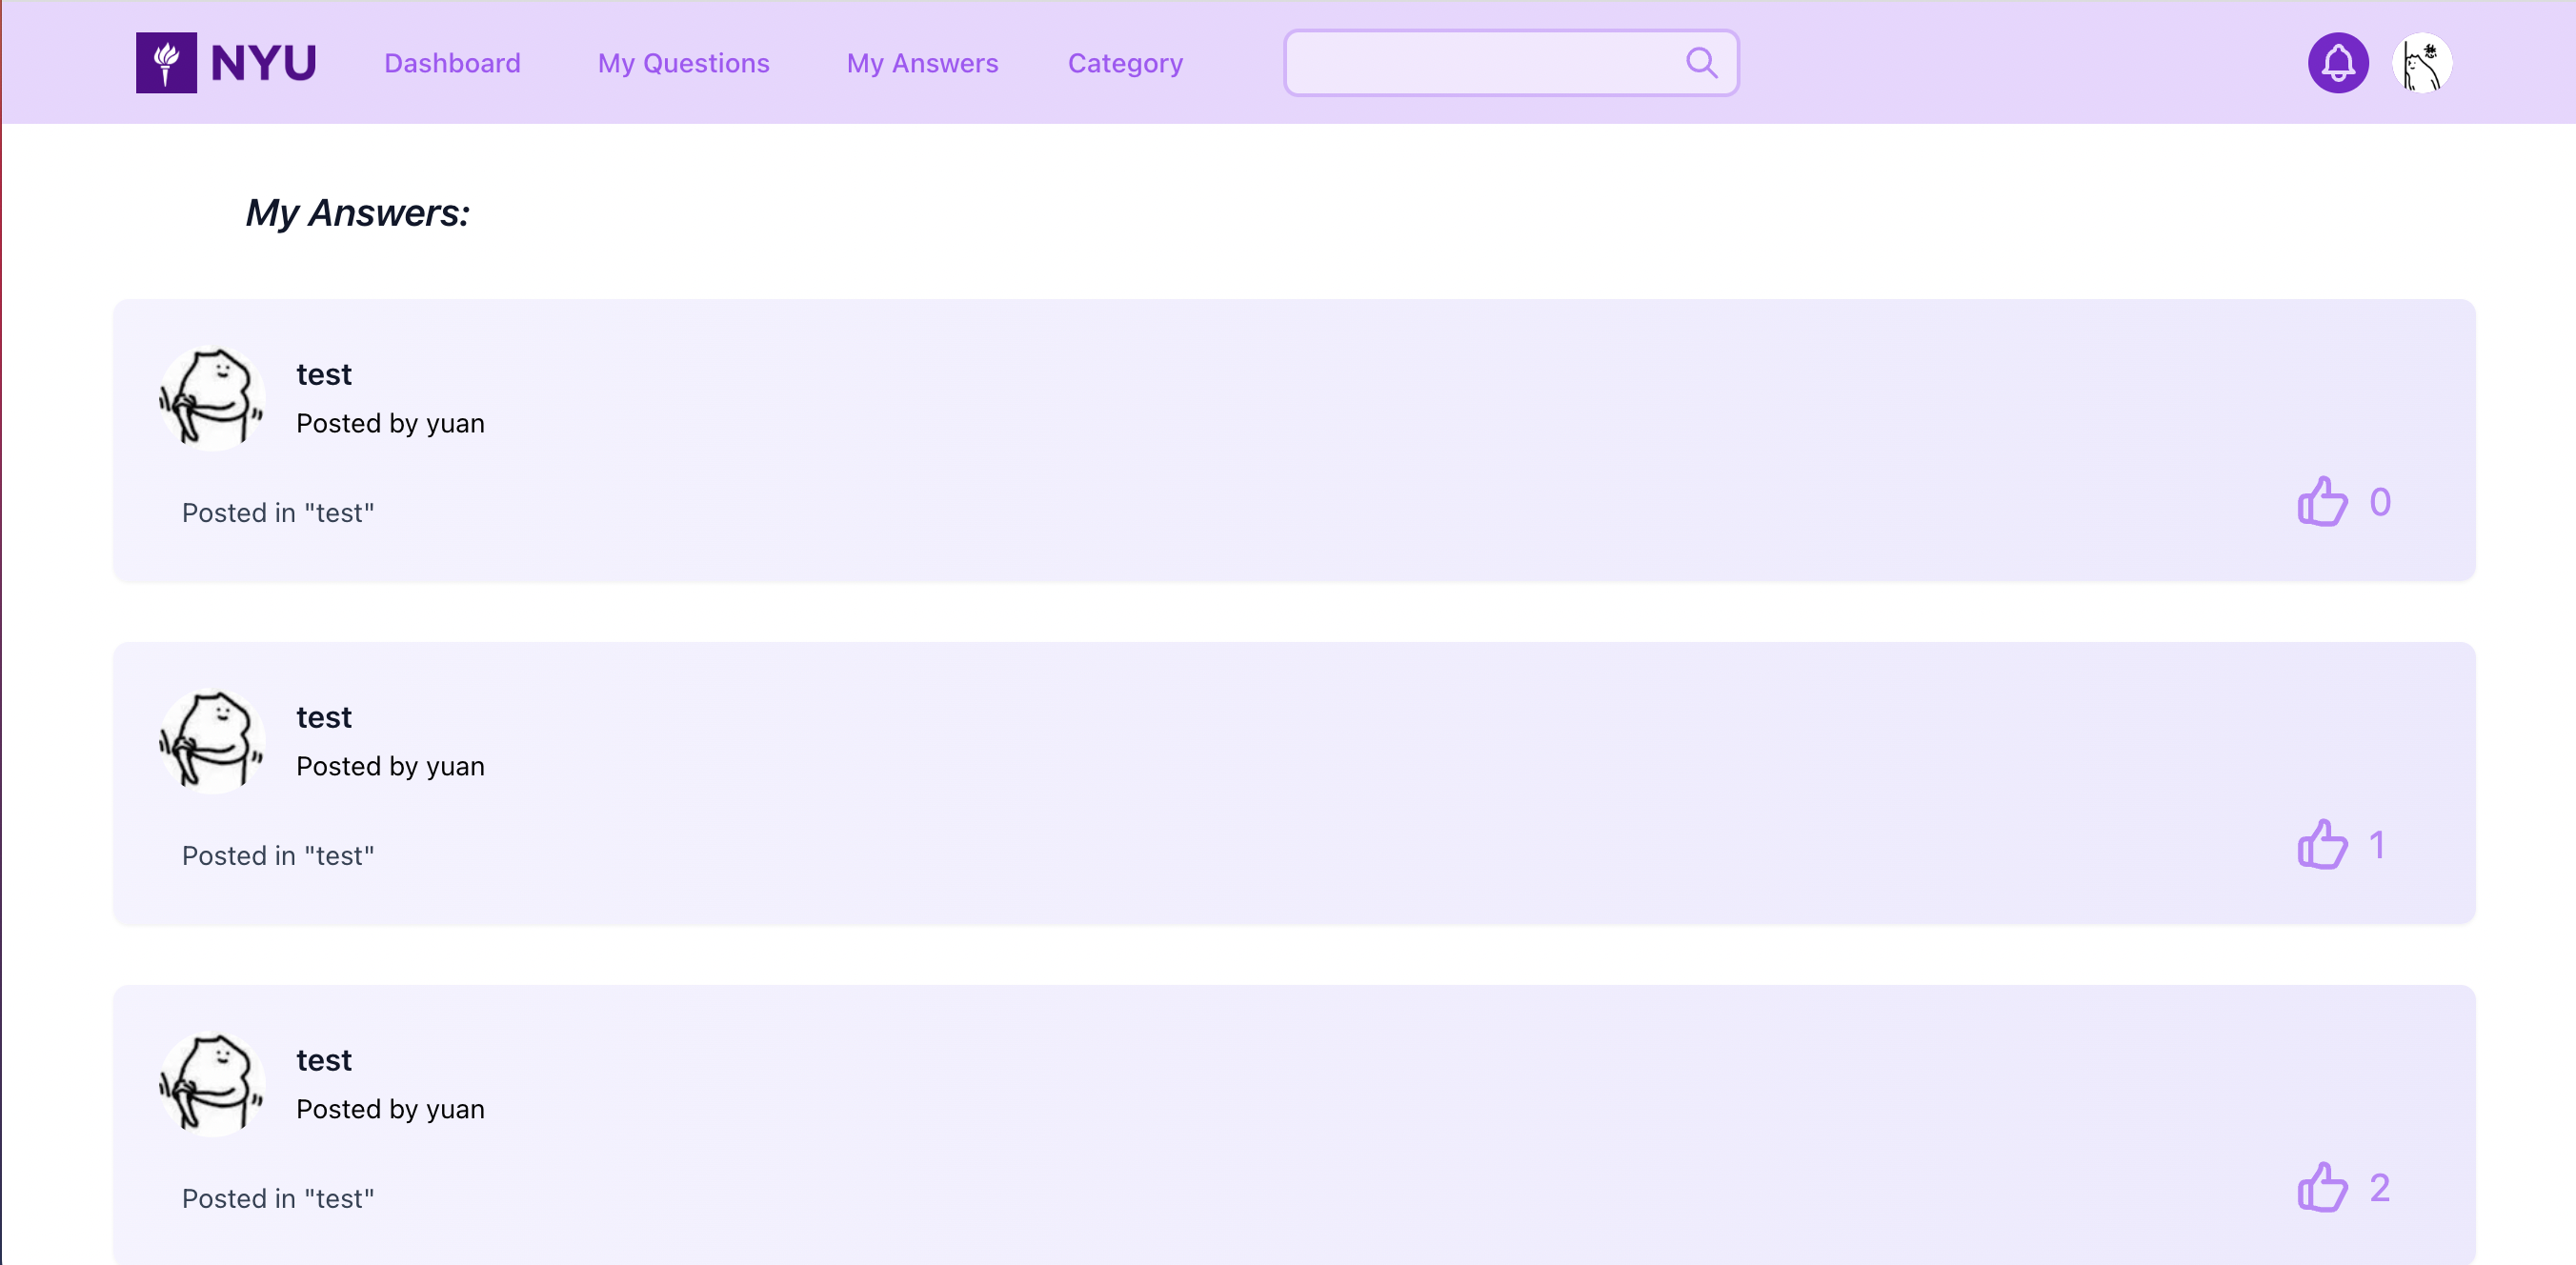 NYU Dashboard My Questions My Answers Category
My Answers:
test
Posted by yuan
Posted in "test"
0
test
Posted by yuan
Posted in "test"
1
test
Posted by yuan
Posted in "test"
2